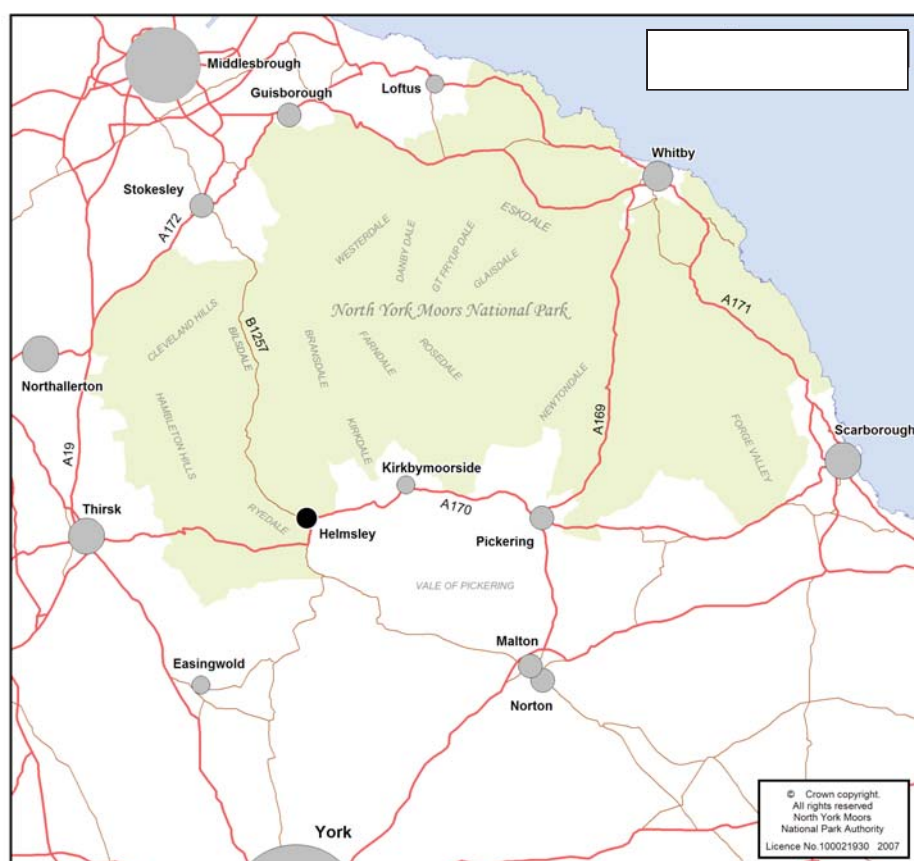 Middlesbrough
Guisborough
Loftus
Whitby
Stokesley
A172
ESKDALE
WESTERDALE
DANBY DALE
GT FRYUP DALE
GLAISDALE
North York Moors National Park
A171
CLEVELAND HILLS
B1257
BILSDALE
BRANSDALE
FARNDALE
ROSEDALE
Northallerton
NEWTONDALE
A169
HAMBLETON HILLS
KIRKDALE
FORGE VALLEY
Scarborough
A19
Kirkbymoorside
Thirsk
RYEDALE
Helmsley
A170
Pickering
VALE OF PICKERING
Malton
Easingwold
Norton
York
© Crown copyright.
All rights reserved
North York Moors
National Park Authority
Licence No.100021930 2007